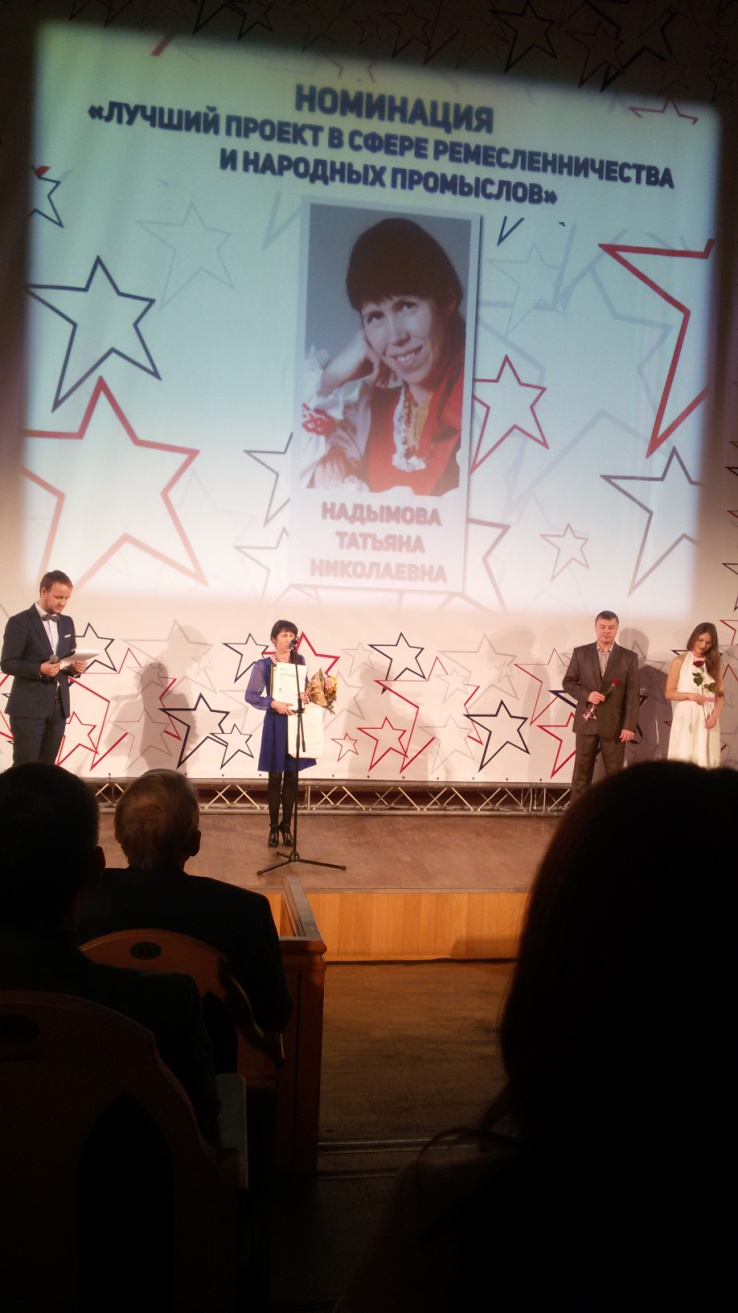 НОМИНАЦИЯ
«ЛУЧШИЙ ПРОЕКТ В СФЕРЕ РЕМЕСЛЕННИЧЕСТВА
И НАРОДНЫХ ПРОМЫСЛОВ»
НАДЫМОВА
ТАТЬЯНА
НИКОЛАЕВНА